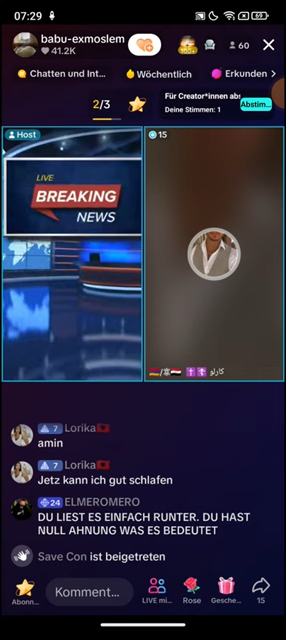 07:29
69
babu-exmoslem
41.2K
60
Chatten und Int...
Wöchentlich
Erkunden
2/3
Für Creator*innen abs
Deine Stimmen: 1
Abstim...
Host
15
LIVE
BREAKING
NEWS
كارلو
7 Lorika
amin
7 Lorika
Jetz kann ich gut schlafen
24 ELMEROMERO
DU LIEST ES EINFACH RUNTER. DU HAST
NULL AHNUNG WAS ES BEDEUTET
Save Con ist beigetreten
Komment...
Abonn...
LIVE mi...
Rose
Gesche...
15